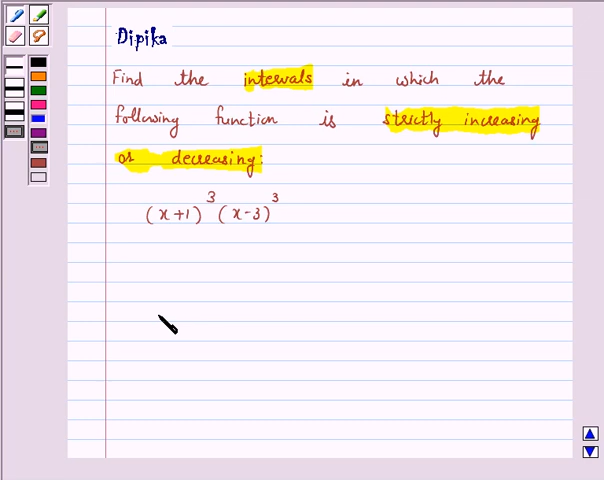 Dipika
Find the intervals in which the
following function is strictly increasing
or decreasing:
(x+1)³ (x-3)³